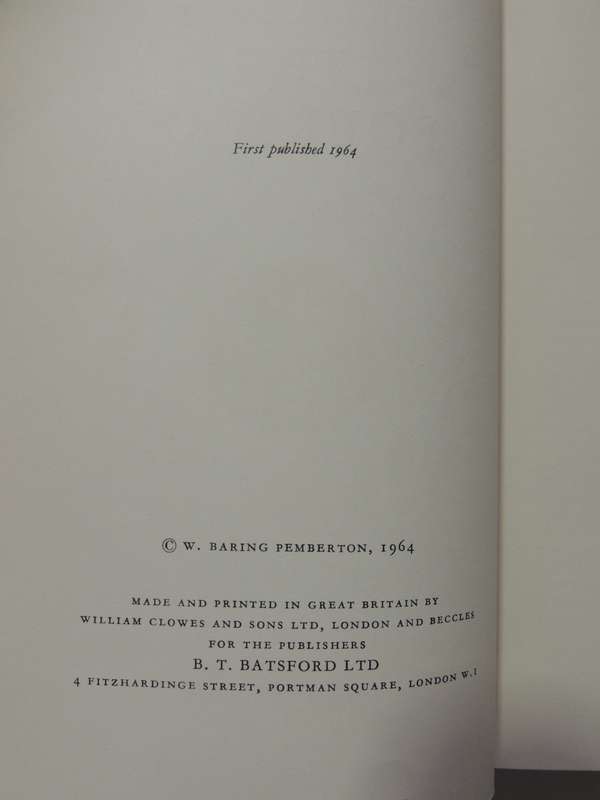 First published 1964
© W. BARING PEMBERTON, 1964
MADE AND PRINTED IN GREAT BRITAIN BY
WILLIAM CLOWES AND SONS LTD, LONDON AND BECCLES
FOR THE PUBLISHERS
B. T. BATSFORD LTD
4 FITZHARDINGE STREET, PORTMAN SQUARE, LONDON W.1